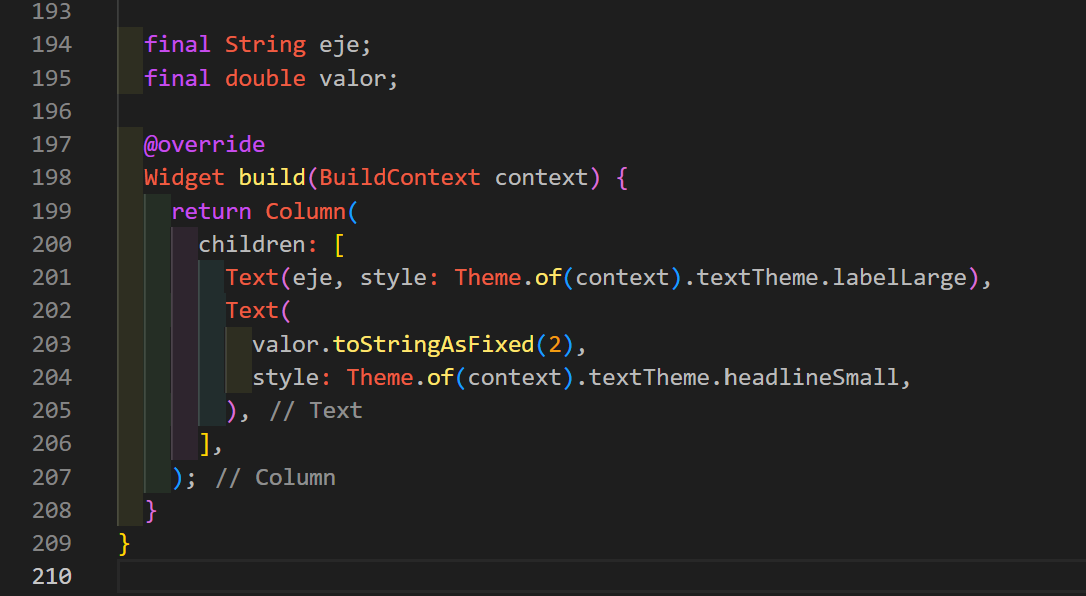 193
194 final String eje;
195 final double valor;
196
197 @override
198 Widget build(BuildContext context) {
199 return Column(
200 children: [
201 Text(eje, style: Theme.of(context).textTheme.labelLarge),
202 Text(
203 valor.toStringAsFixed(2),
204 style: Theme.of(context).textTheme.headlineSmall,
205 ), // Text
206 ],
207 ); // Column
208 }
209 }
210